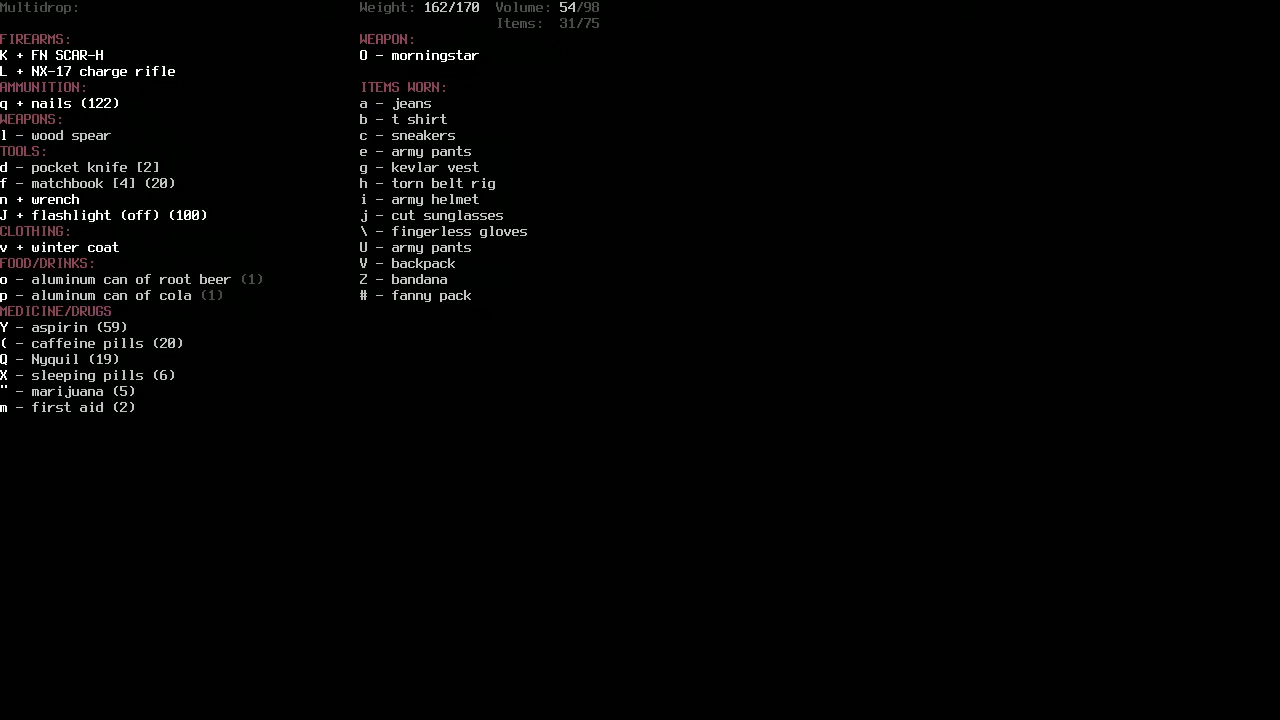 Multidrop: Weight: 162/170 Volume: 54/98
Items: 31/75
FIREARMS: WEAPON:
K + FN SCAR-H O - morningstar
L + NX-17 charge rifle
AMMUNITION: ITEMS WORN:
q + nails (122) a - jeans
WEAPONS: b - t shirt
l - wood spear c - sneakers
TOOLS: e - army pants
d - pocket knife [2] g - kevlar vest
f - matchbook [4] (20) h - torn belt rig
n + wrench i - army helmet
J + flashlight (off) (100) j - cut sunglasses
CLOTHING: \ - fingerless gloves
v + winter coat U - army pants
FOOD/DRINKS: V - backpack
o - aluminum can of root beer (1) Z - bandana
p - aluminum can of cola (1) # - fanny pack
MEDICINE/DRUGS
Y - aspirin (59)
( - caffeine pills (20)
Q - Nyquil (19)
X - sleeping pills (6)
" - marijuana (5)
m - first aid (2)